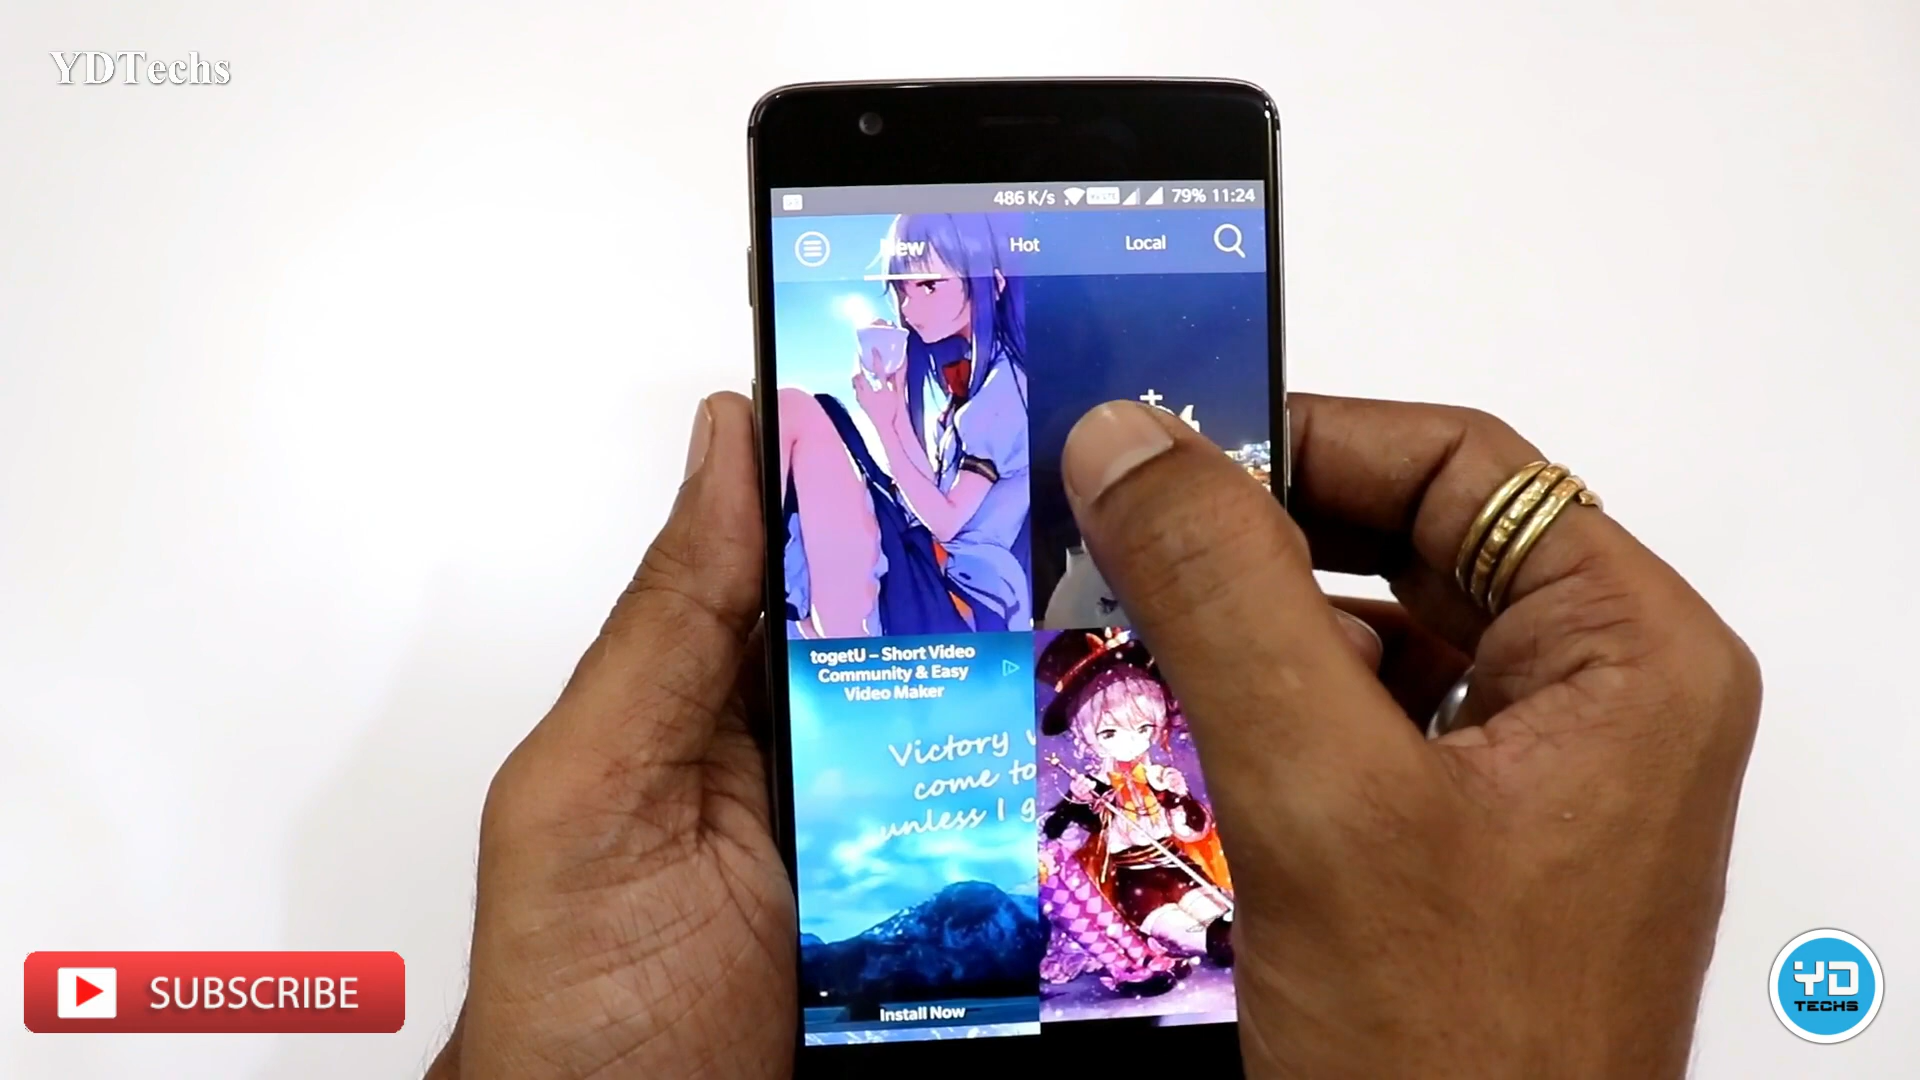 YDTechs
486 K/s
79% 11:24
New
Hot
Local
togetU – Short Video
Community & Easy
Video Maker
Victory
come to
unless I g
Install Now
SUBSCRIBE
YD
TECHS